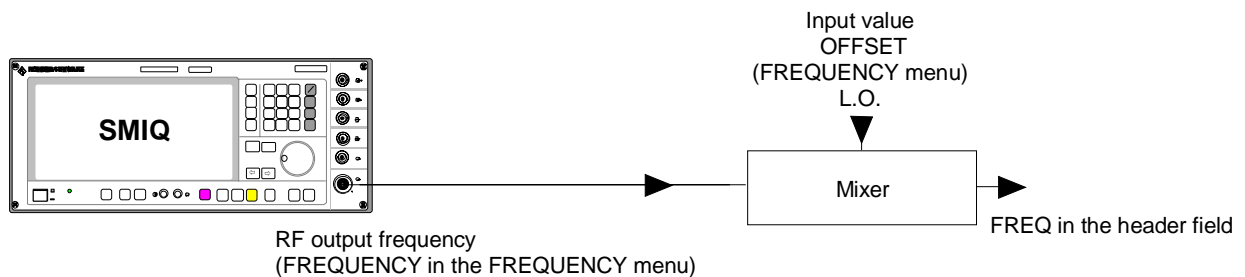 Input value
OFFSET
(FREQUENCY menu)
L.O.
SMIQ
Mixer
FREQ in the header field
RF output frequency
(FREQUENCY in the FREQUENCY menu)